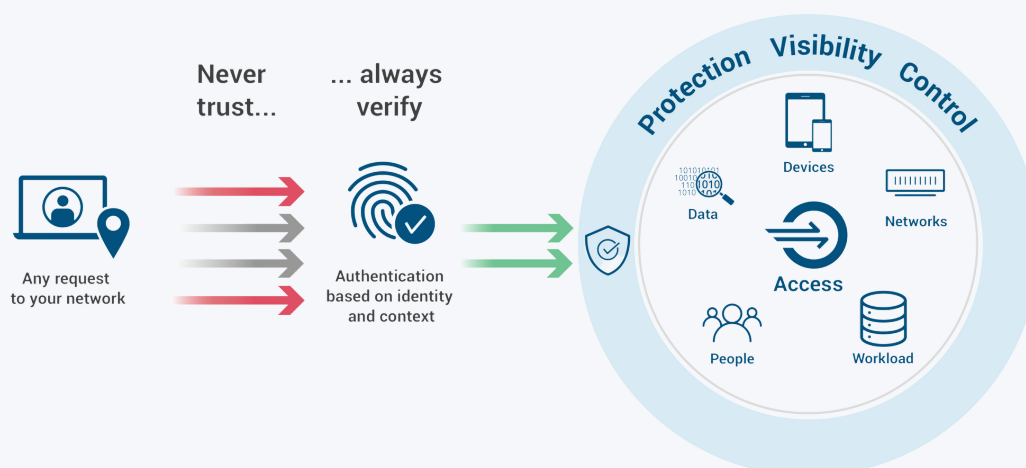 Never
trust...
... always
verify
Any request
to your network
Authentication
based on identity
and context
Protection Visibility Control
Devices
Data
Networks
Access
People
Workload
1010